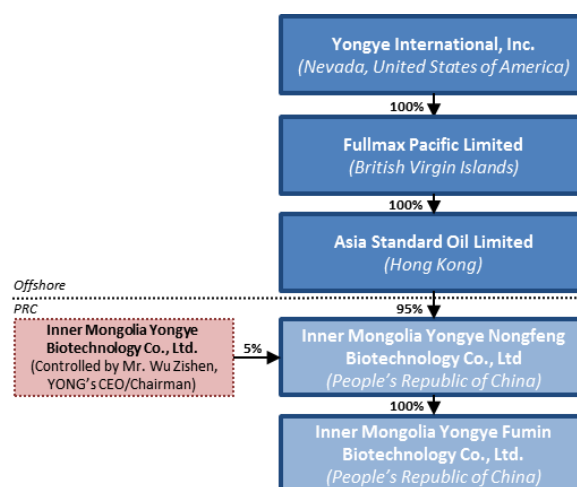 Yongye International, Inc.
(Nevada, United States of America)
100%
Fullmax Pacific Limited
(British Virgin Islands)
100%
Asia Standard Oil Limited
(Hong Kong)
Offshore
PRC
95%
Inner Mongolia Yongye
Biotechnology Co., Ltd.
(Controlled by Mr. Wu Zishen,
YONG's CEO/Chairman)
5%
Inner Mongolia Yongye Nongfeng
Biotechnology Co., Ltd
(People's Republic of China)
100%
Inner Mongolia Yongye Fumin
Biotechnology Co., Ltd.
(People's Republic of China)